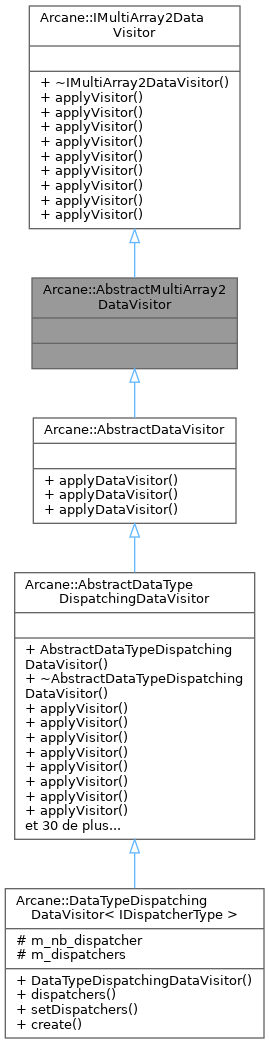 Arcane::IMultiArray2Data
Visitor
+ ~IMultiArray2DataVisitor()
+ applyVisitor()
+ applyVisitor()
+ applyVisitor()
+ applyVisitor()
+ applyVisitor()
+ applyVisitor()
+ applyVisitor()
+ applyVisitor()
+ applyVisitor()
Arcane::AbstractMultiArray2
DataVisitor
Arcane::AbstractDataVisitor
+ applyDataVisitor()
+ applyDataVisitor()
+ applyDataVisitor()
Arcane::AbstractDataType
DispatchingDataVisitor
+ AbstractDataTypeDispatching
DataVisitor()
+ ~AbstractDataTypeDispatching
DataVisitor()
+ applyVisitor()
+ applyVisitor()
+ applyVisitor()
+ applyVisitor()
+ applyVisitor()
+ applyVisitor()
+ applyVisitor()
+ applyVisitor()
et 30 de plus...
Arcane::DataTypeDispatching
DataVisitor< IDispatcherType >
# m_nb_dispatcher
# m_dispatchers
+ DataTypeDispatchingDataVisitor()
+ dispatchers()
+ setDispatchers()
+ create()